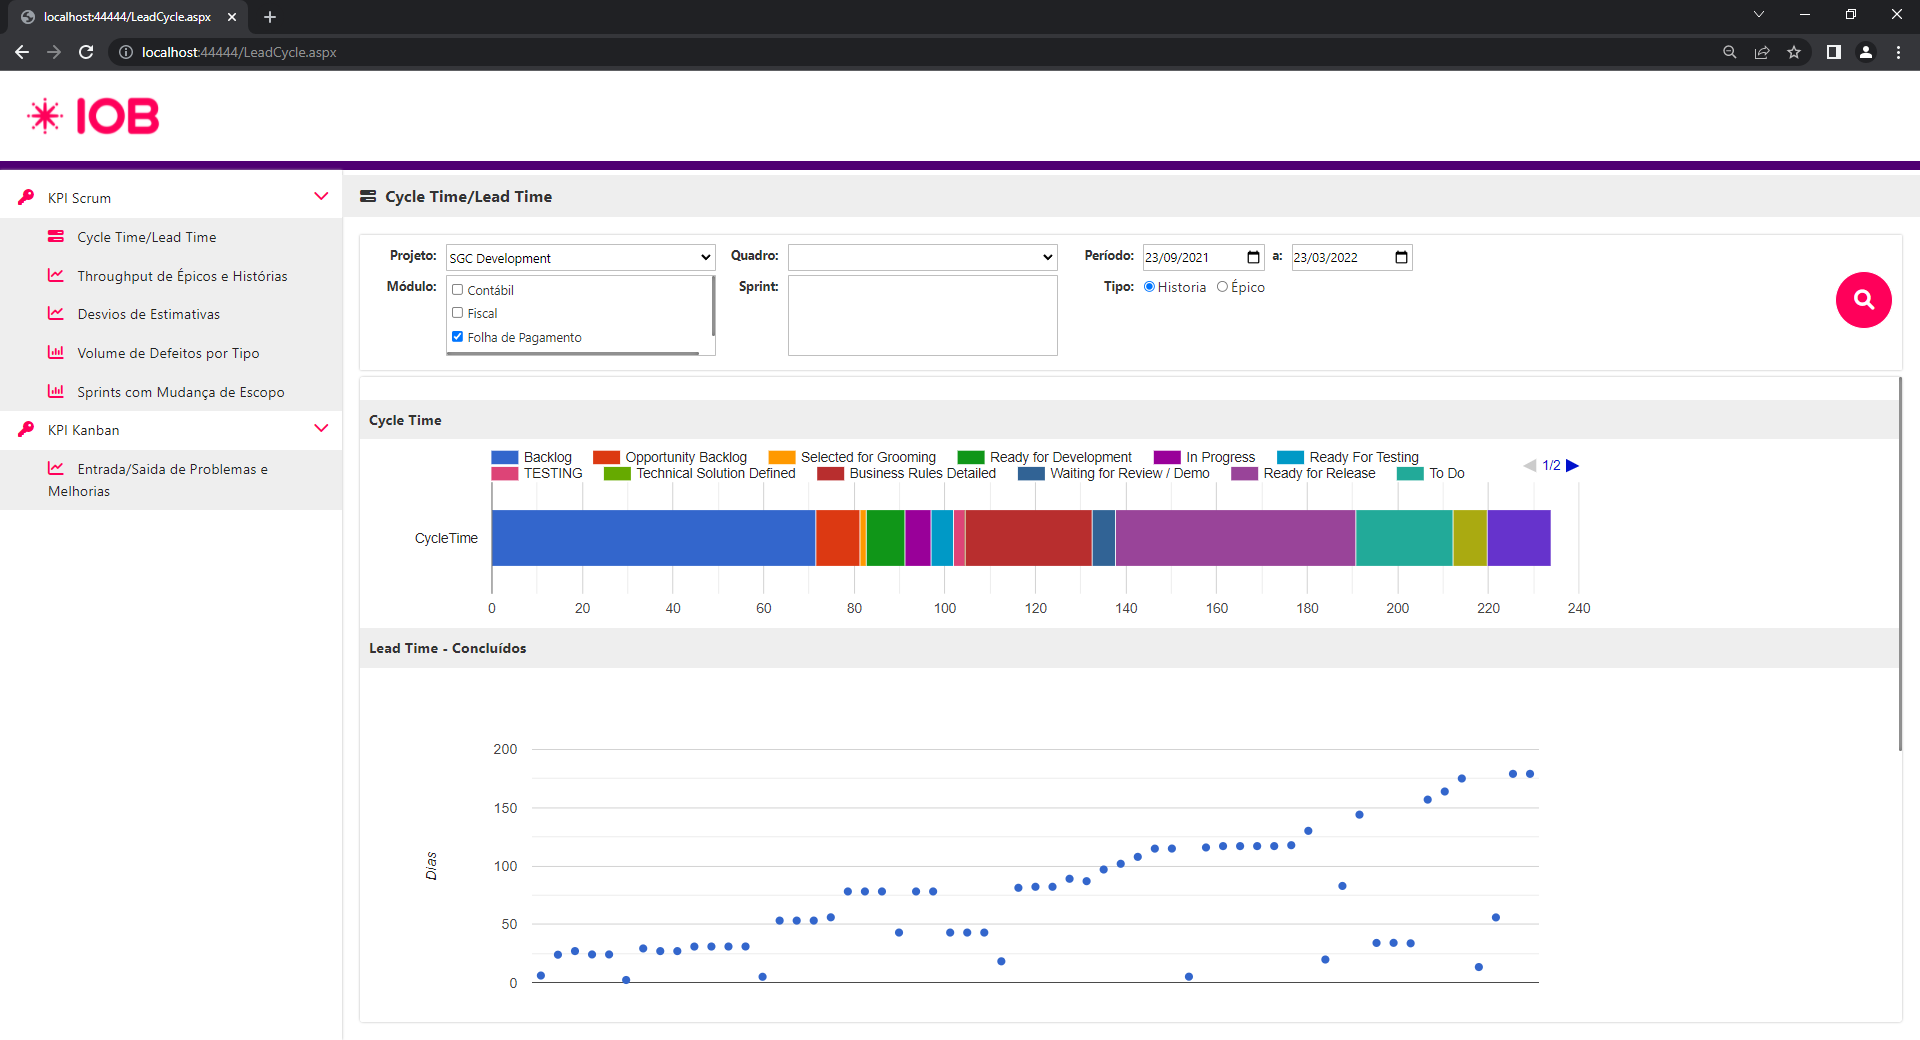 localhost:44444/LeadCycle.aspx
localhost:44444/LeadCycle.aspx
IOB
KPI Scrum
Cycle Time/Lead Time
Throughput de Épicos e Histórias
Desvios de Estimativas
Volume de Defeitos por Tipo
Sprints com Mudança de Escopo
KPI Kanban
Entrada/Saida de Problemas e
Melhorias
Cycle Time/Lead Time
Projeto: SGC Development Quadro: Período: 23/09/2021 a: 23/03/2022
Módulo: Contábil Sprint: Tipo: Historia Épico
Fiscal
Folha de Pagamento
Cycle Time
Backlog Opportunity Backlog Selected for Grooming Ready for Development In Progress Ready For Testing
TESTING Technical Solution Defined Business Rules Detailed Waiting for Review / Demo Ready for Release To Do
1/2
CycleTime
0 20 40 60 80 100 120 140 160 180 200 220 240
Lead Time - Concluídos
200
150
100
50
0
Dias